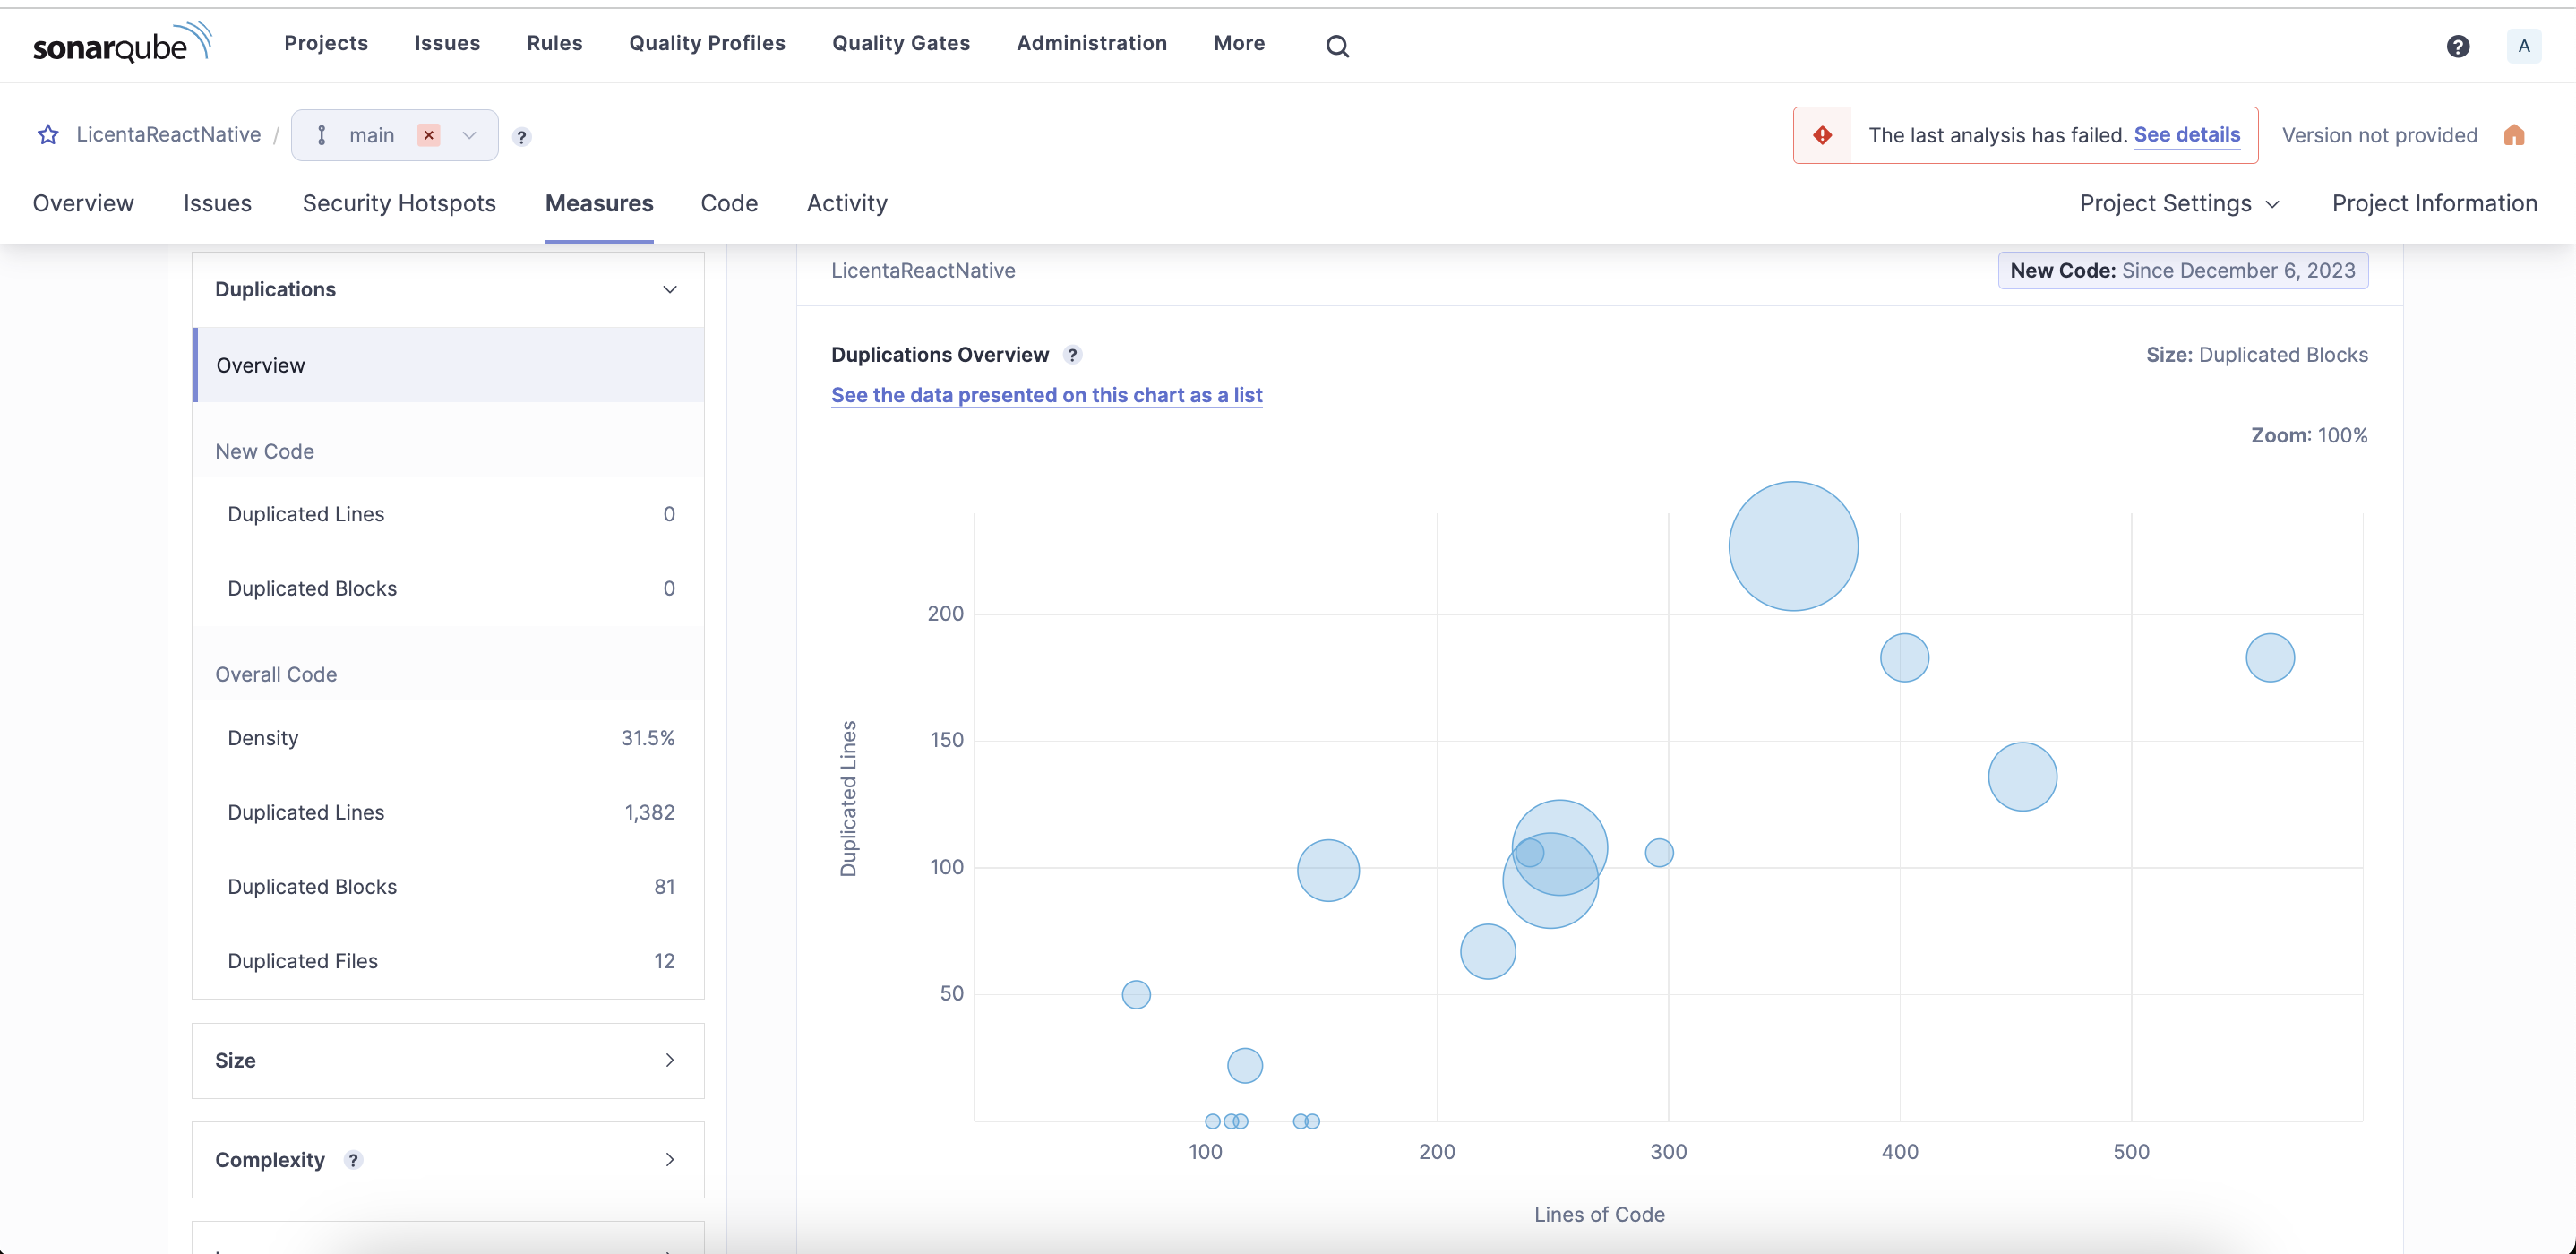 sonarqube Projects Issues Rules Quality Profiles Quality Gates Administration More ? A
LicentaReactNative / main ?
The last analysis has failed. See details Version not provided
Overview Issues Security Hotspots Measures Code Activity Project Settings Project Information
Duplications
Overview
New Code
Duplicated Lines 0
Duplicated Blocks 0
Overall Code
Density 31.5%
Duplicated Lines 1,382
Duplicated Blocks 81
Duplicated Files 12
Size
Complexity ?
LicentaReactNative New Code: Since December 6, 2023
Duplications Overview ? Size: Duplicated Blocks
See the data presented on this chart as a list
Zoom: 100%
Duplicated Lines
200
150
100
50
100 200 300 400 500
Lines of Code